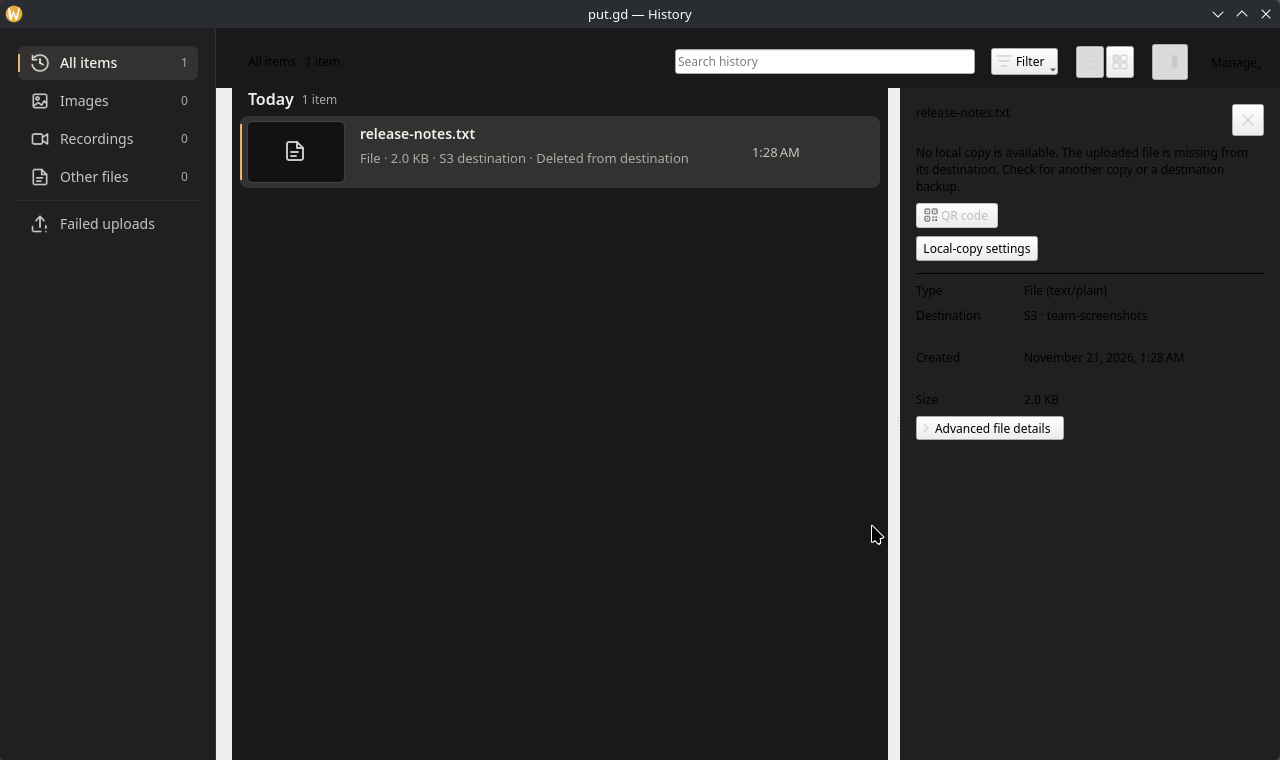 put.gd — History
All items 1
Images 0
Recordings 0
Other files 0
Failed uploads
All items 1 item
Search history
Filter
Manage
Today 1 item
release-notes.txt
File · 2.0 KB · S3 destination · Deleted from destination
1:28 AM
release-notes.txt
No local copy is available. The uploaded file is missing from
its destination. Check for another copy or a destination
backup.
QR code
Local-copy settings
Type File (text/plain)
Destination S3 · team-screenshots
Created November 21, 2026, 1:28 AM
Size 2.0 KB
Advanced file details